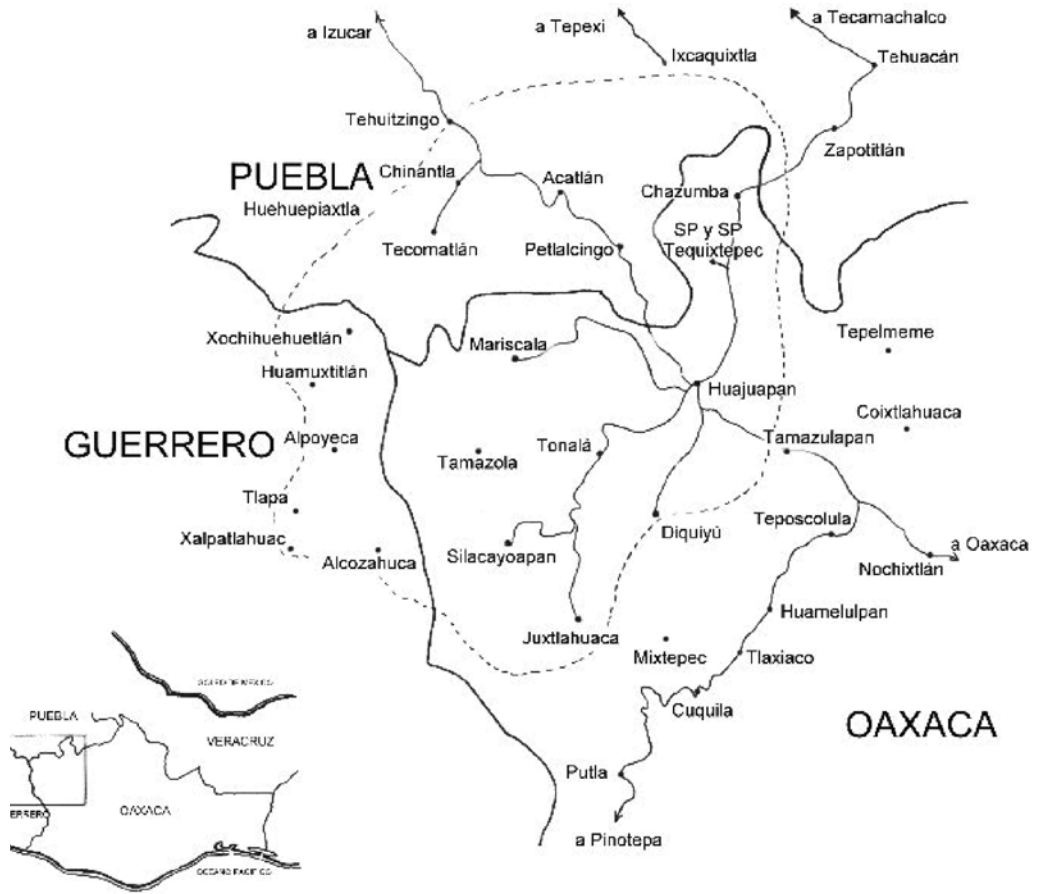 a Izucar
a Tepexi
a Tecamachalco
Ixcaquixtla
Tehuacán
Tehuitzingo
Zapotitlán
PUEBLA
Chinantla
Acatlán
Chazumba
Huehuepiaxtla
SP y SP
Tequixtepec
Tecomatlán
Petlalcingo
Xochihuehuetlán
Mariscala
Tepelmeme
Huamuxtitlán
Huajuapan
Coixtlahuaca
GUERRERO
Alpoyeca
Tamazola
Tonalá
Tamazulapan
Tlapa
Teposcolula
Xalpatlahuac
Alcozahuca
Silacayoapan
Diquiyú
a Oaxaca
Nochixtlán
Huamelulpan
Juxtlahuaca
Mixtepec
Tlaxiaco
Cuquila
OAXACA
Putla
a Pinotepa
PUEBLA
VERACRUZ
OAXACA
ERRERO